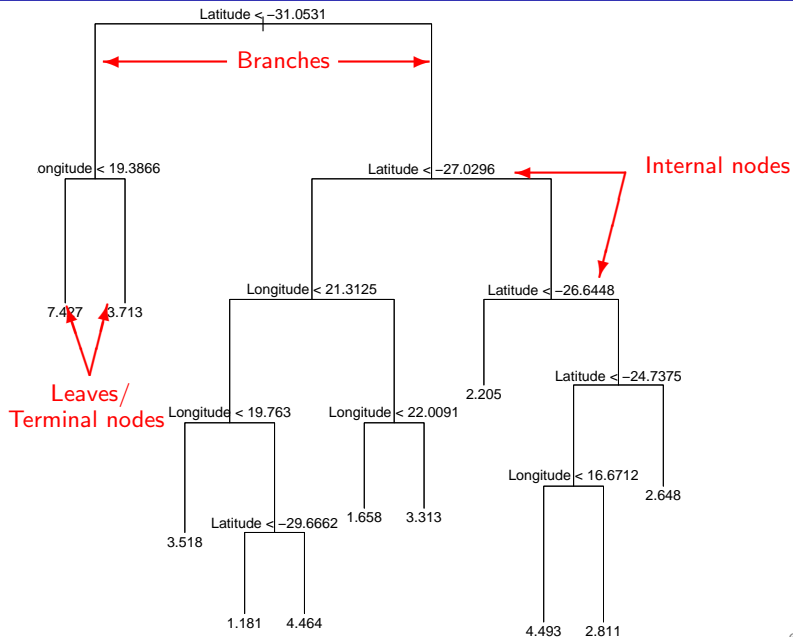 Latitude < −31.0531
Branches
ongitude < 19.3866
Latitude < −27.0296
Internal nodes
Longitude < 21.3125
Latitude < −26.6448
7.427
3.713
Latitude < −24.7375
2.205
Leaves/
Terminal nodes
Longitude < 19.763
Longitude < 22.0091
Longitude < 16.6712
2.648
1.658
3.313
Latitude < −29.6662
3.518
1.181
4.464
4.493
2.811